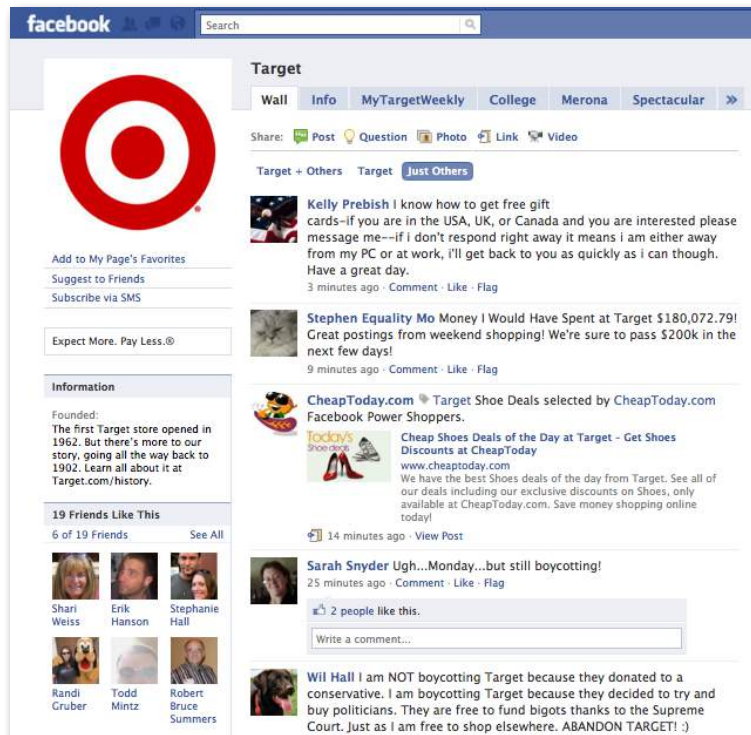 facebook
Search
Target
Wall Info MyTargetWeekly College Merona Spectacular »
Share: Post Question Photo Link Video
Target + Others Target Just Others
Add to My Page's Favorites
Suggest to Friends
Subscribe via SMS
Expect More. Pay Less.®
Information
Founded:
The first Target store opened in
1962. But there's more to our
story, going all the way back to
1902. Learn all about it at
Target.com/history.
19 Friends Like This
6 of 19 Friends See All
Shari
Weiss
Erik
Hanson
Stephanie
Hall
Randi
Gruber
Todd
Mintz
Robert
Bruce
Summers
Kelly Prebish I know how to get free gift
cards-if you are in the USA, UK, or Canada and you are interested please
message me--if i don't respond right away it means i am either away
from my PC or at work, i'll get back to you as quickly as i can though.
Have a great day.
3 minutes ago · Comment · Like · Flag
Stephen Equality Mo Money I Would Have Spent at Target $180,072.79!
Great postings from weekend shopping! We're sure to pass $200k in the
next few days!
9 minutes ago · Comment · Like · Flag
CheapToday.com Target Shoe Deals selected by CheapToday.com
Facebook Power Shoppers.
Today's
Shoe deals
Cheap Shoes Deals of the Day at Target - Get Shoes
Discounts at CheapToday
www.cheaptoday.com
We have the best Shoes deals of the day from Target. See all of
our deals including our exclusive discounts on Shoes, only
available at CheapToday.com. Save money shopping online
today!
14 minutes ago · View Post
Sarah Snyder Ugh...Monday...but still boycotting!
25 minutes ago · Comment · Like · Flag
2 people like this.
Write a comment...
Wil Hall I am NOT boycotting Target because they donated to a
conservative. I am boycotting Target because they decided to try and
buy politicians. They are free to fund bigots thanks to the Supreme
Court. Just as I am free to shop elsewhere. ABANDON TARGET! :)